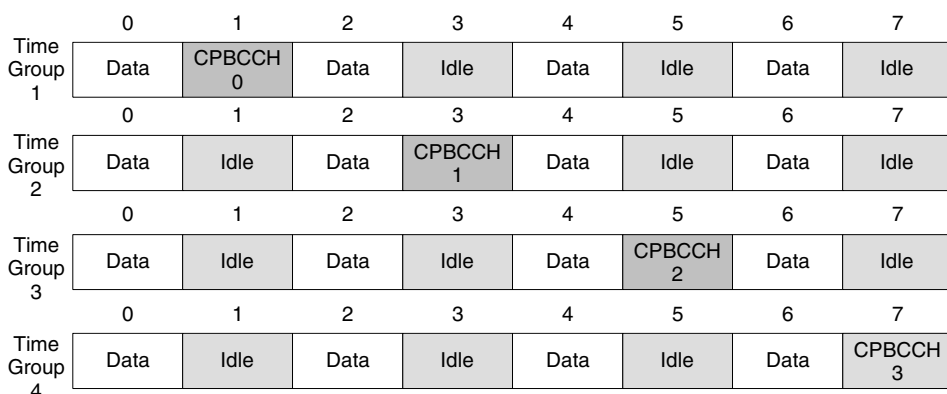 0 1 2 3 4 5 6 7
Time
Group
1
Data CPBCCH Data Idle Data Idle Data Idle
0
0 1 2 3 4 5 6 7
Time
Group
2
Data Idle Data CPBCCH Data Idle Data Idle
1
0 1 2 3 4 5 6 7
Time
Group
3
Data Idle Data Idle Data CPBCCH Data Idle
2
0 1 2 3 4 5 6 7
Time
Group
4
Data Idle Data Idle Data Idle Data CPBCCH
3